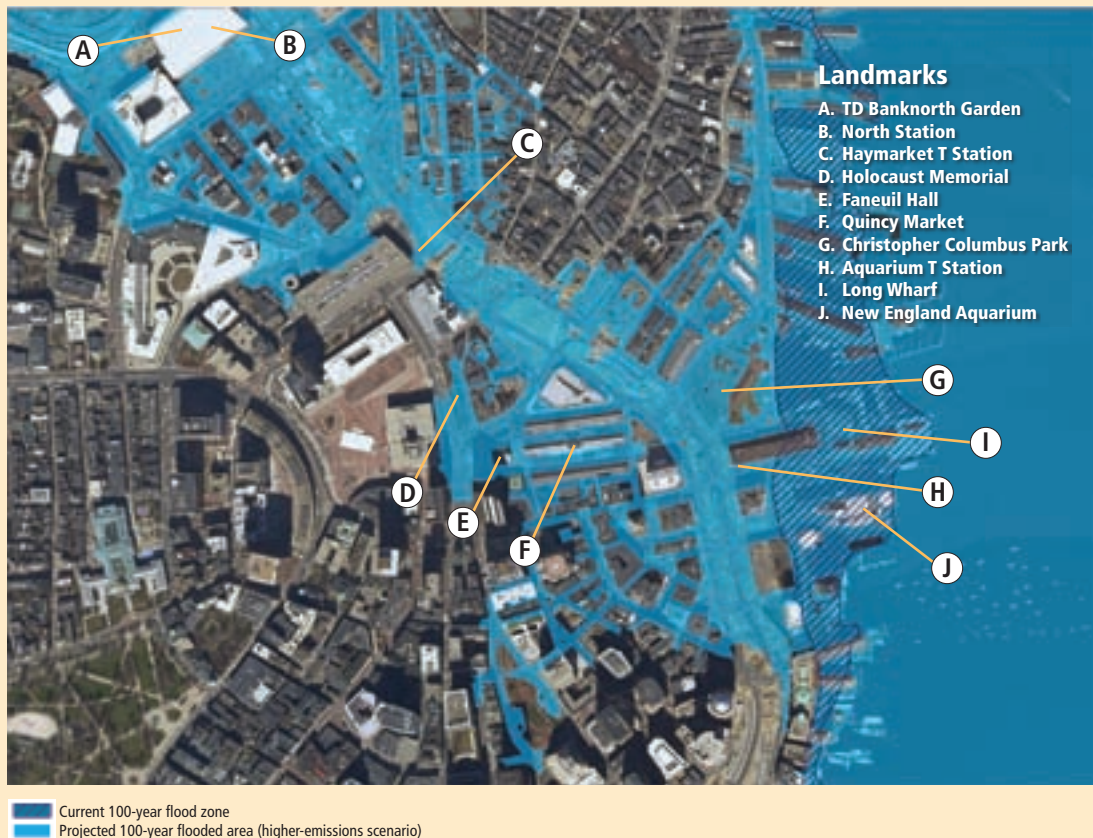 A
B
C
Landmarks
A. TD Banknorth Garden
B. North Station
C. Haymarket T Station
D. Holocaust Memorial
E. Faneuil Hall
F. Quincy Market
G. Christopher Columbus Park
H. Aquarium T Station
I. Long Wharf
J. New England Aquarium
G
I
H
D
E
F
J
Current 100-year flood zone
Projected 100-year flooded area (higher-emissions scenario)